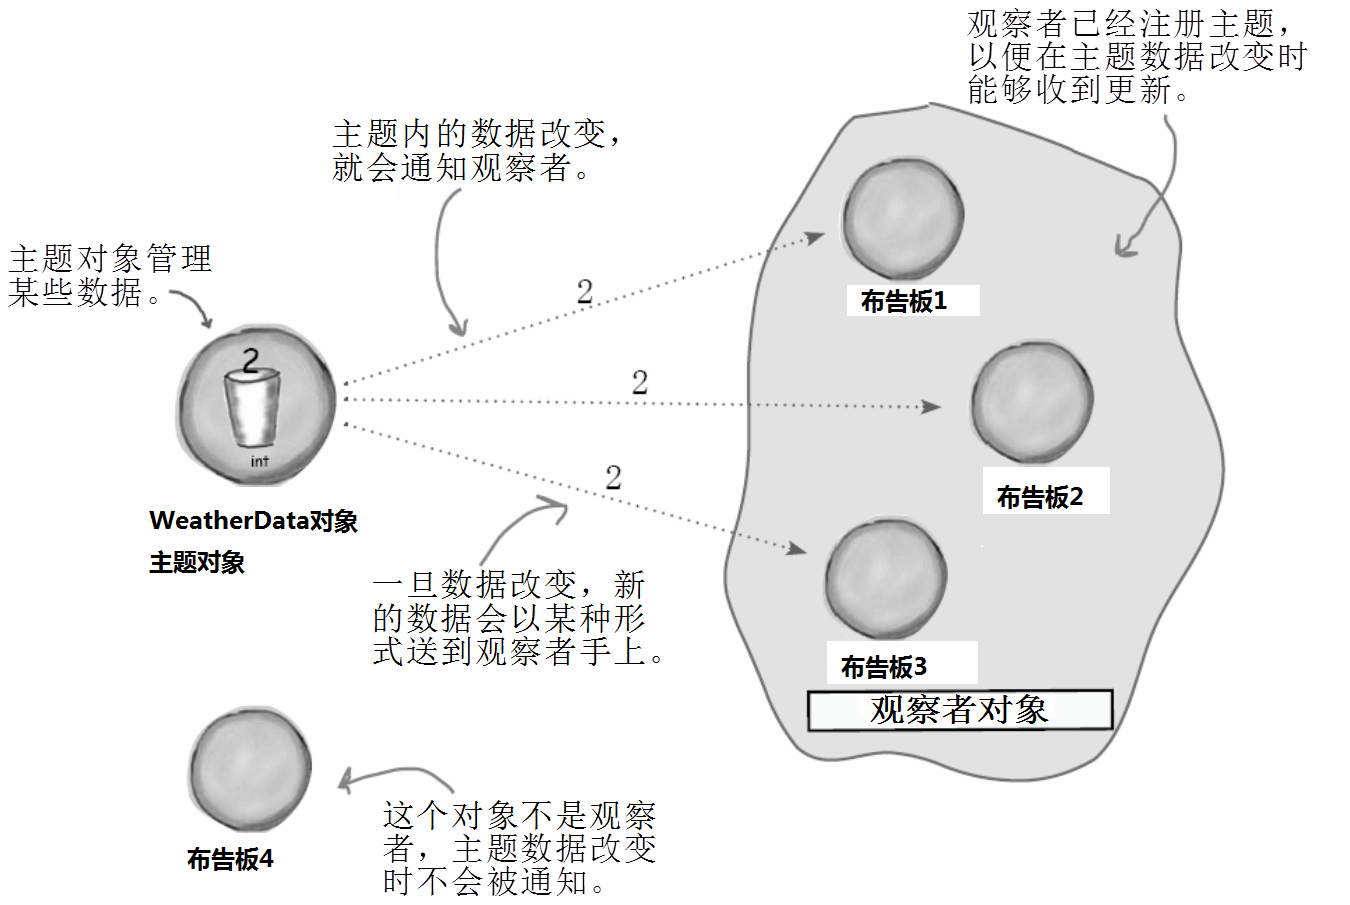 观察者已经注册主题，
以便在主题数据改变时
能够收到更新。
主题内的数据改变，
就会通知观察者。
主题对象管理
某些数据。
2
int
WeatherData对象
主题对象
2
2
2
布告板1
布告板2
布告板3
观察者对象
一旦数据改变，新
的数据会以某种形
式送到观察者手上。
布告板4
这个对象不是观察
者，主题数据改变
时不会被通知。